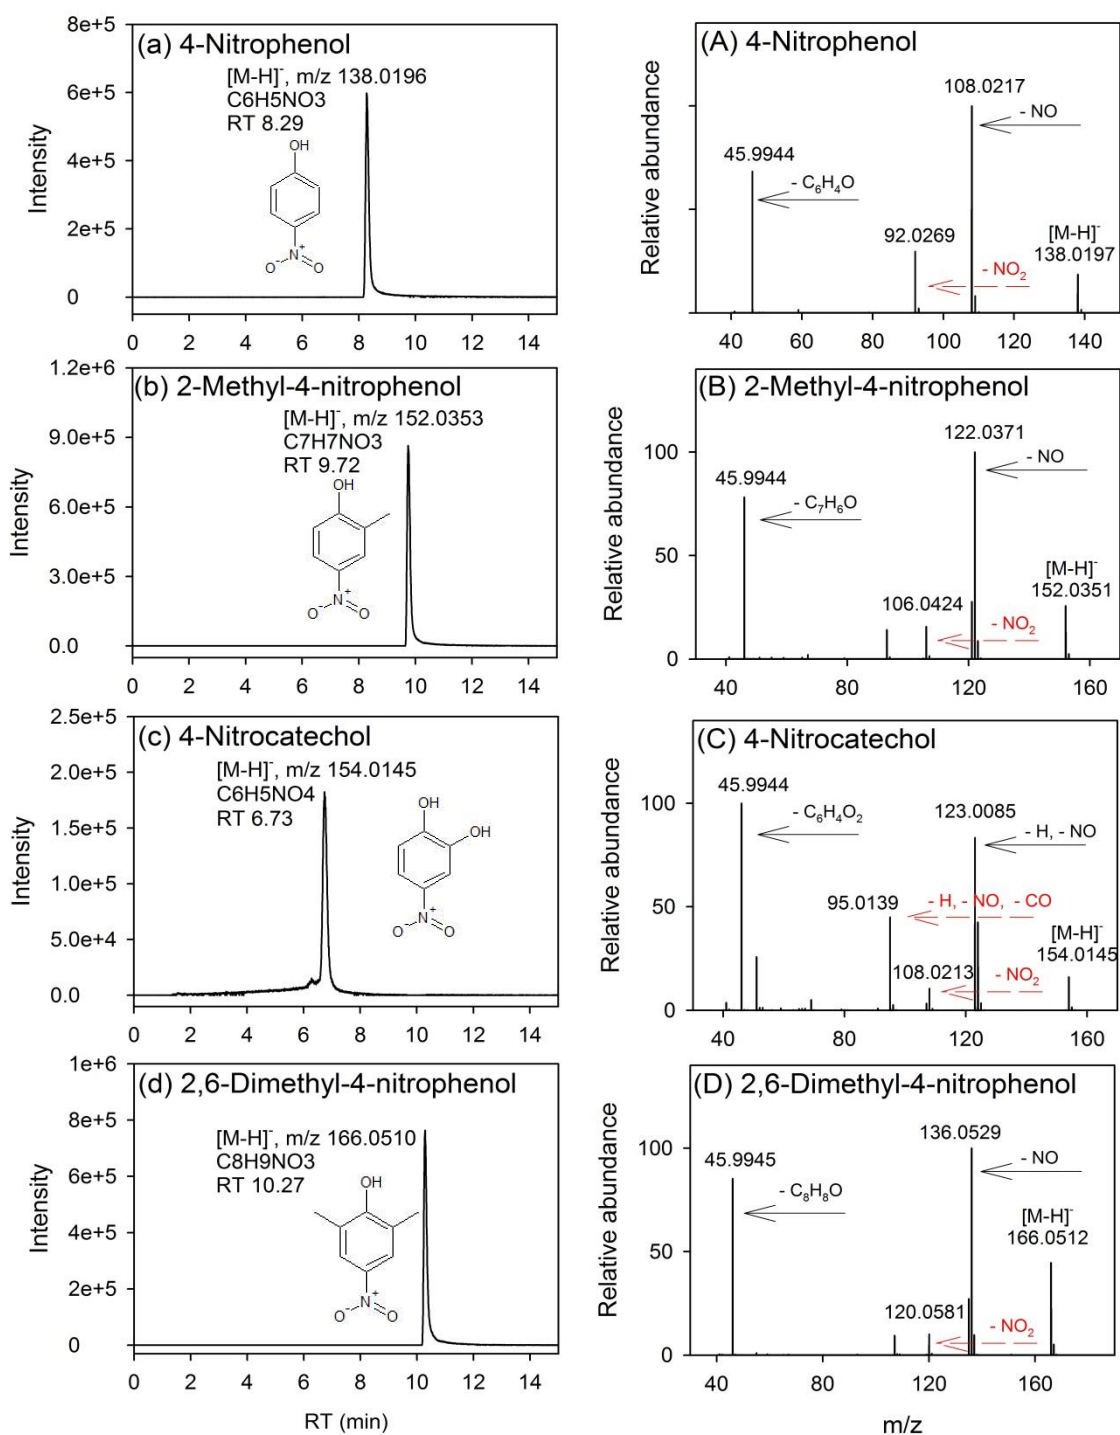 (a) 4-Nitrophenol
[M-H]⁻, m/z 138.0196
C6H5NO3
RT 8.29
OH
N⁺
O⁻ O
Intensity
8e+5
6e+5
4e+5
2e+5
0
0 2 4 6 8 10 12 14
(A) 4-Nitrophenol
108.0217
- NO
45.9944
- C₆H₄O
92.0269
[M-H]⁻
138.0197
- NO₂
Relative abundance
40 60 80 100 120 140
(b) 2-Methyl-4-nitrophenol
[M-H]⁻, m/z 152.0353
C7H7NO3
RT 9.72
OH
N⁺
O⁻ O
Intensity
1.2e+6
9.0e+5
6.0e+5
3.0e+5
0.0
0 2 4 6 8 10 12 14
(B) 2-Methyl-4-nitrophenol
122.0371
- NO
45.9944
- C₇H₆O
[M-H]⁻
152.0351
106.0424
- NO₂
Relative abundance
100
50
0
40 80 120 160
(c) 4-Nitrocatechol
[M-H]⁻, m/z 154.0145
C6H5NO4
RT 6.73
OH
OH
N⁺
O⁻ O
Intensity
2.5e+5
2.0e+5
1.5e+5
1.0e+5
5.0e+4
0.0
0 2 4 6 8 10 12 14
(C) 4-Nitrocatechol
45.9944
- C₆H₄O₂
123.0085
- H, - NO
95.0139
- H, - NO, - CO
[M-H]⁻
154.0145
108.0213
- NO₂
Relative abundance
100
50
0
40 80 120 160
(d) 2,6-Dimethyl-4-nitrophenol
[M-H]⁻, m/z 166.0510
C8H9NO3
RT 10.27
OH
N⁺
O⁻ O
Intensity
1e+6
8e+5
6e+5
4e+5
2e+5
0
0 2 4 6 8 10 12 14
RT (min)
(D) 2,6-Dimethyl-4-nitrophenol
136.0529
- NO
45.9945
- C₈H₈O
[M-H]⁻
166.0512
120.0581
- NO₂
Relative abundance
100
50
0
40 80 120 160
m/z